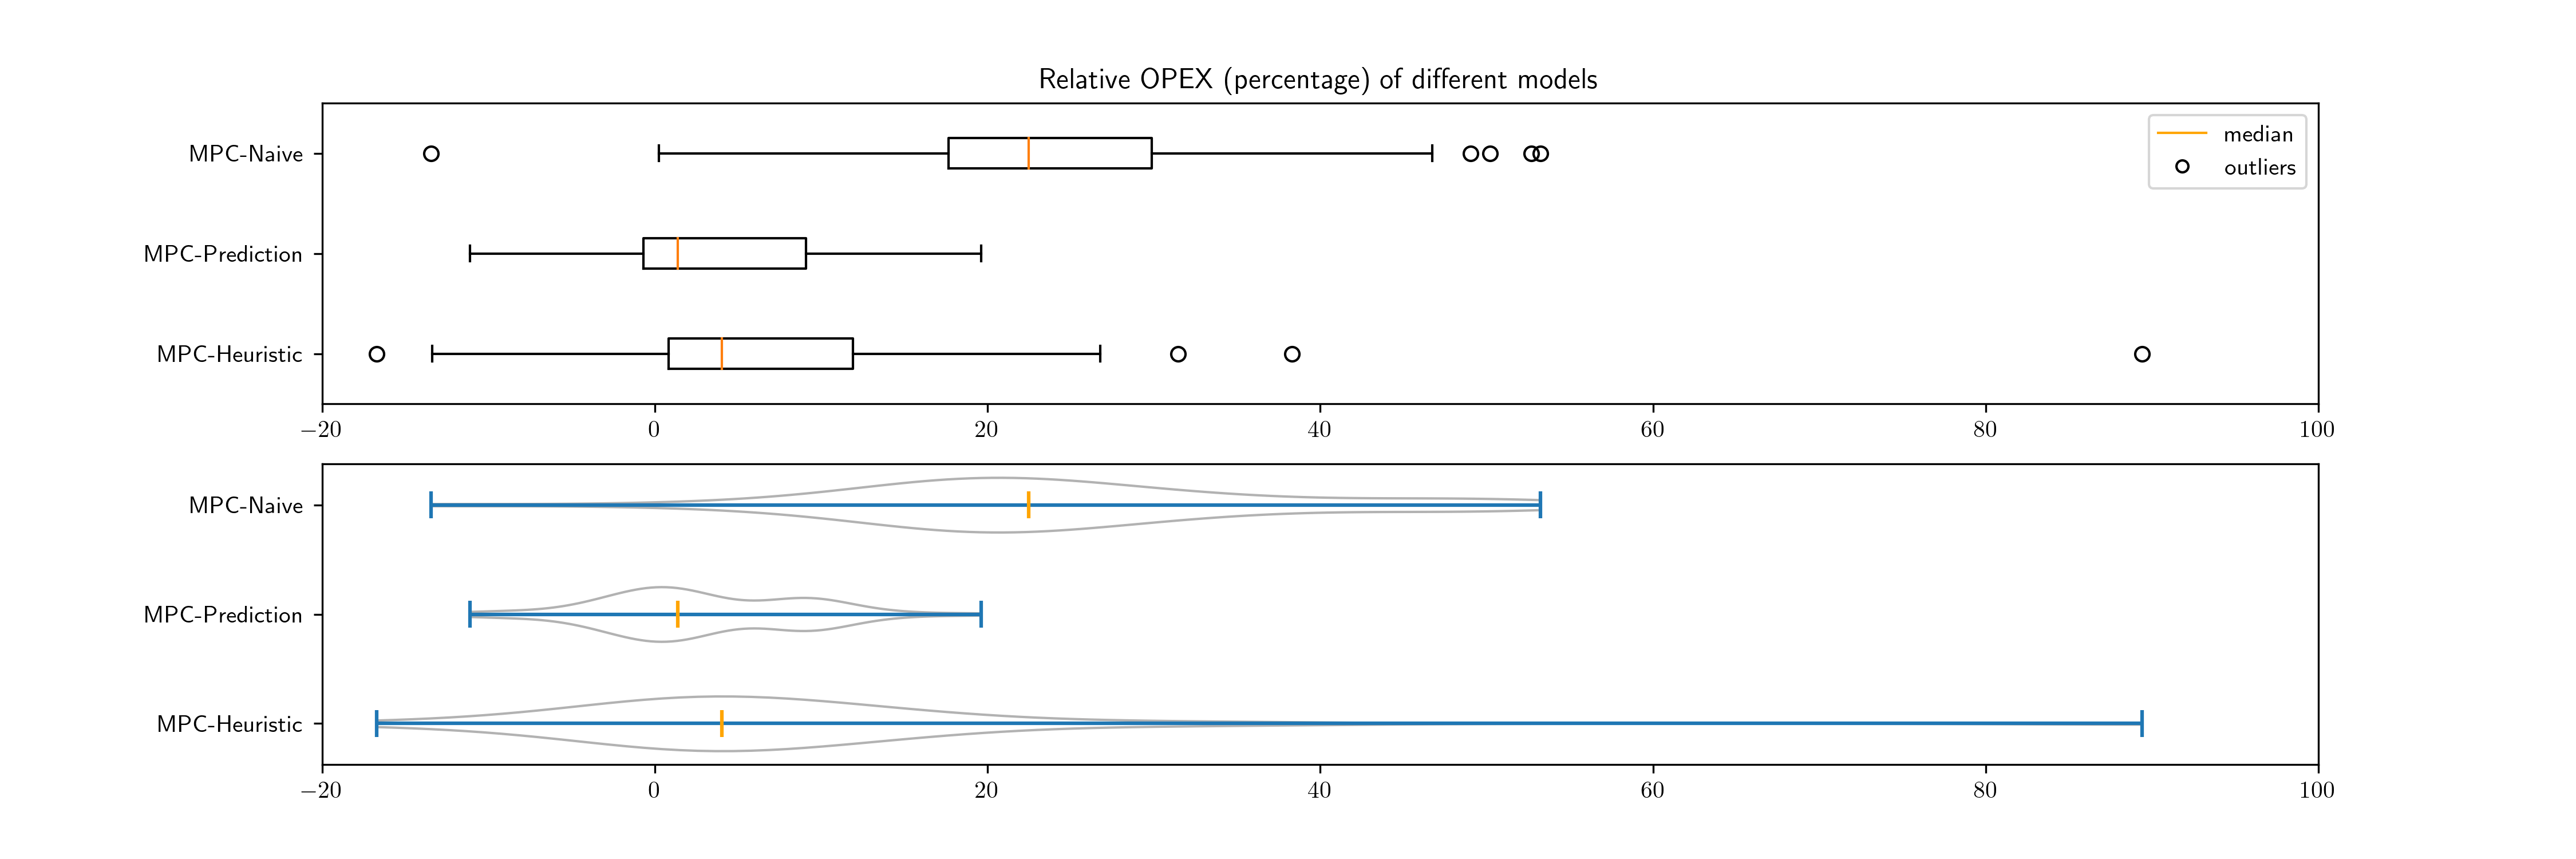 Relative OPEX (percentage) of different models
MPC-Naive
median
outliers
MPC-Prediction
MPC-Heuristic
−20 0 20 40 60 80 100
MPC-Naive
MPC-Prediction
MPC-Heuristic
−20 0 20 40 60 80 100